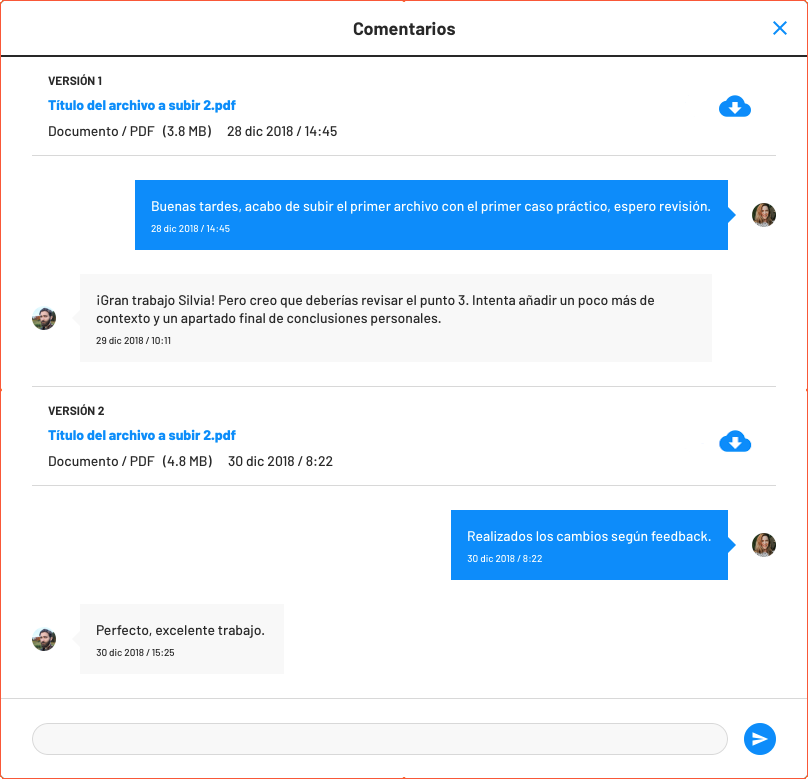 Comentarios
VERSIÓN 1
Título del archivo a subir 2.pdf
Documento / PDF (3.8 MB) 28 dic 2018 / 14:45
Buenas tardes, acabo de subir el primer archivo con el primer caso práctico, espero revisión.
28 dic 2018 / 14:45
¡Gran trabajo Silvia! Pero creo que deberías revisar el punto 3. Intenta añadir un poco más de
contexto y un apartado final de conclusiones personales.
29 dic 2018 / 10:11
VERSIÓN 2
Título del archivo a subir 2.pdf
Documento / PDF (4.8 MB) 30 dic 2018 / 8:22
Realizados los cambios según feedback.
30 dic 2018 / 8:22
Perfecto, excelente trabajo.
30 dic 2018 / 15:25